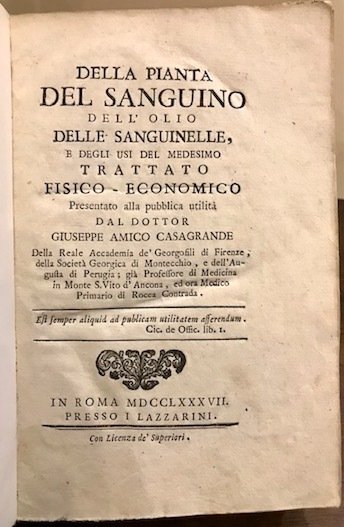 DELLA PIANTA
DEL SANGUINO
DELL' OLIO
DELLE SANGUINELLE,
E DEGLI USI DEL MEDESIMO
TRATTATO
FISICO - ECONOMICO
Presentato alla pubblica utilità
DAL DOTTOR
GIUSEPPE AMICO CASAGRANDE
Della Reale Accademia de' Georgofili di Firenze,
della Società Georgica di Montecchio, e dell'Au-
guſta di Perugia; già Profeſſore di Medicina
in Monte S. Vito d'Ancona, ed ora Medico
Primario di Rocca Contrada.
Eſt ſemper aliquid ad publicam utilitatem afferendum.
Cic. de Offic. lib. 1.
IN ROMA MDCCLXXXVII.
PRESSO I LAZZARINI.
Con Licenza de' Superiori.